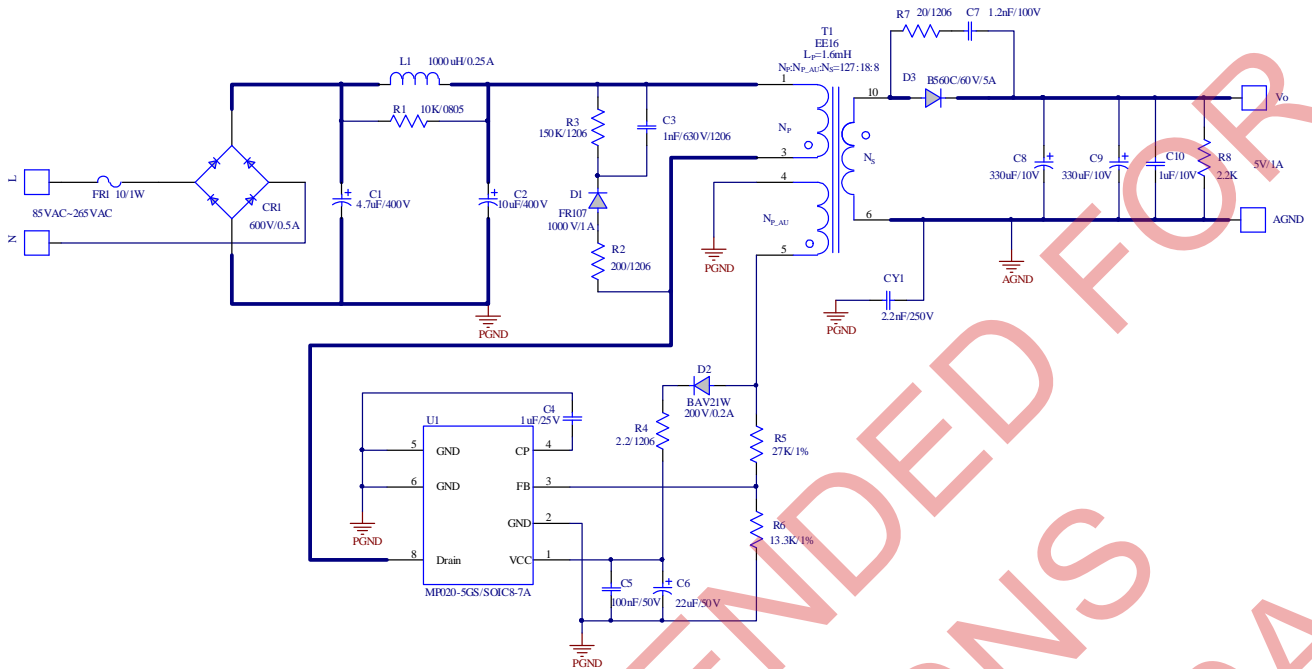 R7
20/1206
C7
1.2nF/100V
T1
EE16
LP=1.6mH
NP:NP_AU:NS=127:18:8
L1
1000uH/0.25A
R1
10K/0805
R3
150K/1206
C3
1nF/630V/1206
1
3
4
5
10
6
NP
NS
NP_AU
D3
B560C/60V/5A
Vo
C8
330uF/10V
C9
330uF/10V
C10
1uF/10V
R8
2.2K
5V/1A
AGND
AGND
L
N
FR1 10/1W
85VAC~265VAC
CR1
600V/0.5A
C1
4.7uF/400V
C2
10uF/400V
D1
FR107
1000V/1A
R2
200/1206
PGND
PGND
CY1
2.2nF/250V
PGND
D2
BAV21W
200V/0.2A
R4
2.2/1206
R5
27K/1%
R6
13.3K/1%
C4
1uF/25V
U1
5
GND
CP
4
6
GND
FB
3
GND
2
8
Drain
VCC
1
MP020-5GS/SOIC8-7A
PGND
C5
100nF/50V
C6
22uF/50V
PGND
ENDED FOR